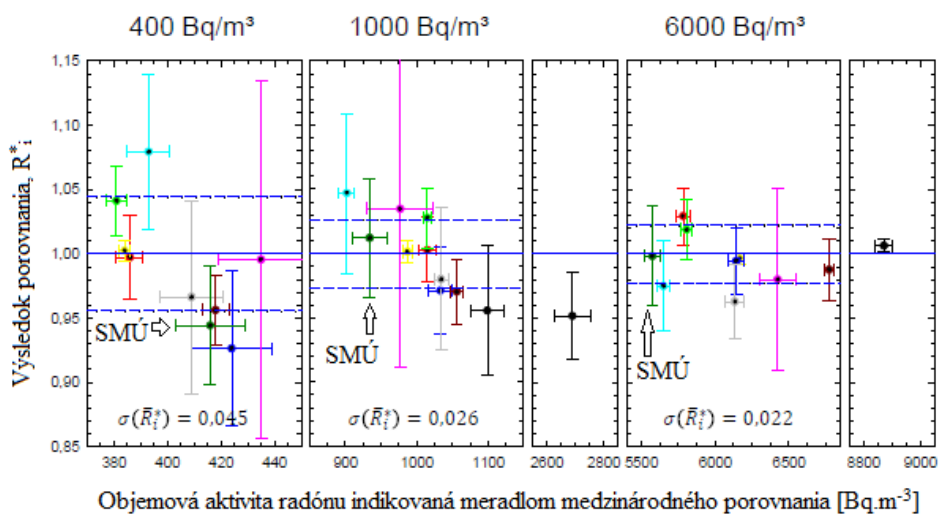 400 Bq/m³ 1000 Bq/m³ 6000 Bq/m³
Výsledok porovnania, R*i
1,15
1,10
1,05
1,00
0,95
0,90
0,85
SMÚ
SMÚ
SMÚ
σ(R̄i*) = 0,045 σ(R̄i*) = 0,026 σ(R̄i*) = 0,022
380 400 420 440 900 1000 1100 2600 2800 5500 6000 6500 8800 9000
Objemová aktivita radónu indikovaná meradlom medzinárodného porovnania [Bq.m-3]